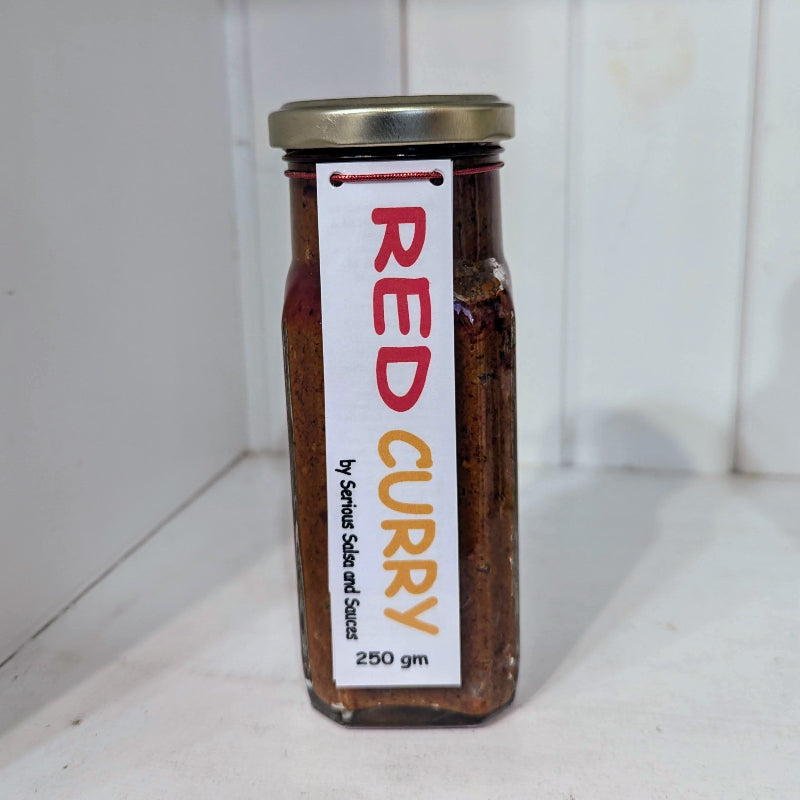 RED CURRY
by Serious Salsa and Sauces
250 gm